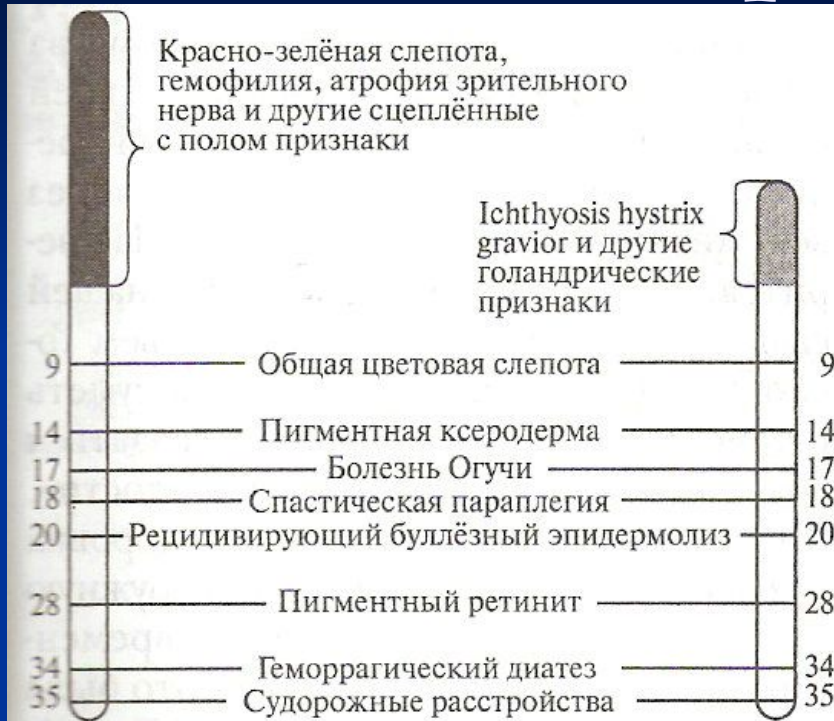 Красно-зелёная слепота,
гемофилия, атрофия зрительного
нерва и другие сцеплённые
с полом признаки
Ichthyosis hystrix
gravior и другие
голандрические
признаки
9 Общая цветовая слепота 9
14 Пигментная ксеродерма 14
17 Болезнь Огучи 17
18 Спастическая параплегия 18
20 Рецидивирующий буллёзный эпидермолиз 20
28 Пигментный ретинит 28
34 Геморрагический диатез 34
35 Судорожные расстройства 35